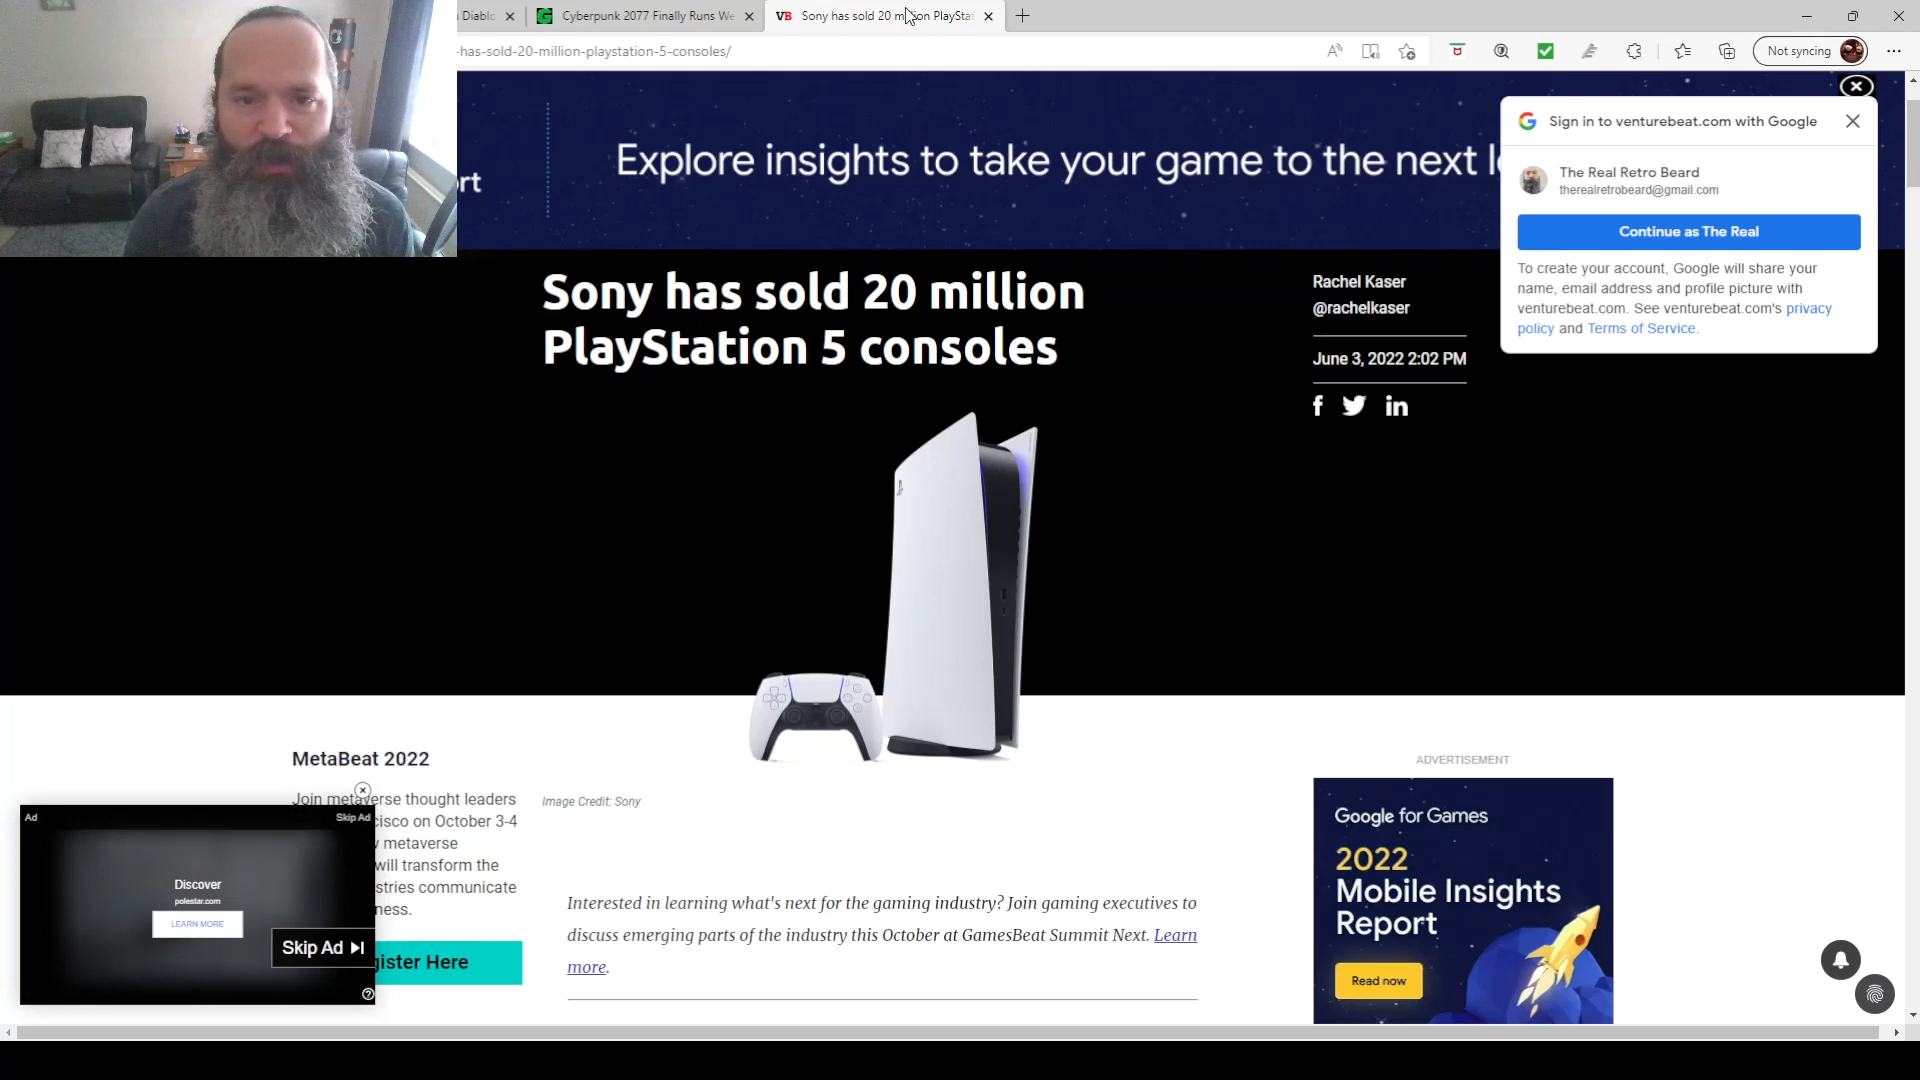 Diablo
Cyberpunk 2077 Finally Runs We
VB Sony has sold 20 million PlayStat
-has-sold-20-million-playstation-5-consoles/
Not syncing
rt
Explore insights to take your game to the next l
Sign in to venturebeat.com with Google
The Real Retro Beard
therealretrobeard@gmail.com
Continue as The Real
To create your account, Google will share your
name, email address and profile picture with
venturebeat.com. See venturebeat.com's privacy
policy and Terms of Service.
Sony has sold 20 million
PlayStation 5 consoles
Rachel Kaser
@rachelkaser
June 3, 2022 2:02 PM
f in
MetaBeat 2022
Join metaverse thought leaders
cisco on October 3-4
metaverse
will transform the
stries communicate
ness.
Ad
Skip Ad
Discover
polestar.com
LEARN MORE
Skip Ad
gister Here
Image Credit: Sony
Interested in learning what's next for the gaming industry? Join gaming executives to
discuss emerging parts of the industry this October at GamesBeat Summit Next. Learn
more.
ADVERTISEMENT
Google for Games
2022
Mobile Insights
Report
Read now